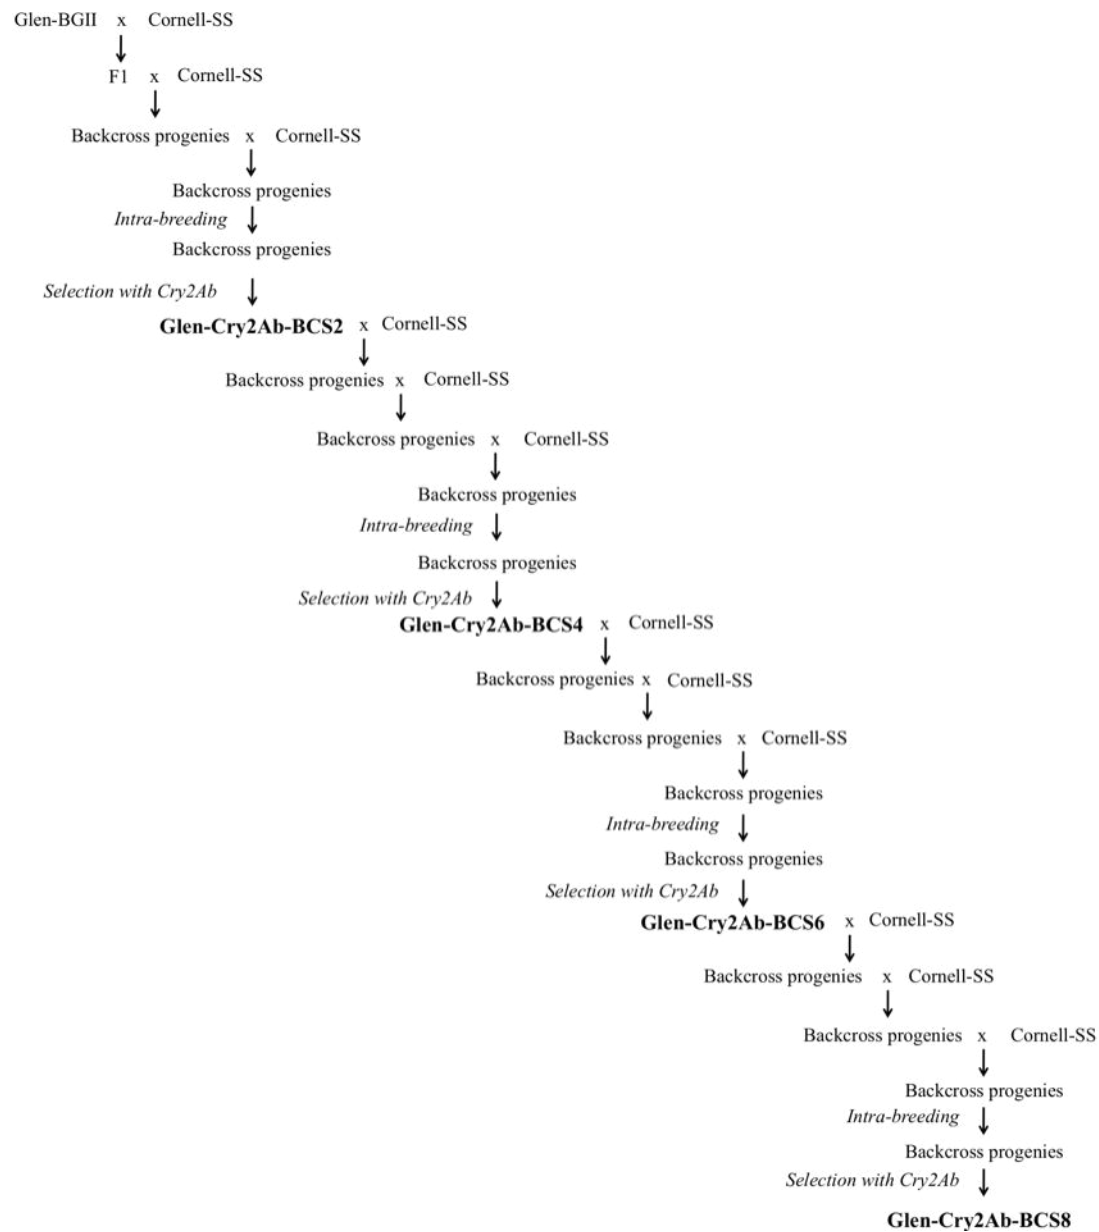 Glen-BGII x Cornell-SS
F1 x Cornell-SS
Backcross progenies x Cornell-SS
Backcross progenies
Intra-breeding
Backcross progenies
Selection with Cry2Ab
Glen-Cry2Ab-BCS2 x Cornell-SS
Backcross progenies x Cornell-SS
Backcross progenies x Cornell-SS
Backcross progenies
Intra-breeding
Backcross progenies
Selection with Cry2Ab
Glen-Cry2Ab-BCS4 x Cornell-SS
Backcross progenies x Cornell-SS
Backcross progenies x Cornell-SS
Backcross progenies
Intra-breeding
Backcross progenies
Selection with Cry2Ab
Glen-Cry2Ab-BCS6 x Cornell-SS
Backcross progenies x Cornell-SS
Backcross progenies x Cornell-SS
Backcross progenies
Intra-breeding
Backcross progenies
Selection with Cry2Ab
Glen-Cry2Ab-BCS8